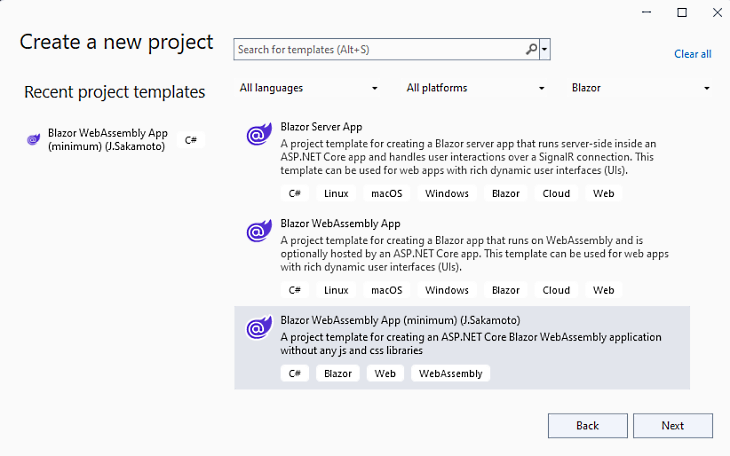 Create a new project
Search for templates (Alt+S)
Clear all
Recent project templates
All languages
All platforms
Blazor
Blazor WebAssembly App
(minimum) (J.Sakamoto)
C#
Blazor Server App
A project template for creating a Blazor server app that runs server-side inside an
ASP.NET Core app and handles user interactions over a SignalR connection. This
template can be used for web apps with rich dynamic user interfaces (UIs).
C# Linux macOS Windows Blazor Cloud Web
Blazor WebAssembly App
A project template for creating a Blazor app that runs on WebAssembly and is
optionally hosted by an ASP.NET Core app. This template can be used for web apps
with rich dynamic user interfaces (UIs).
C# Linux macOS Windows Blazor Cloud Web
Blazor WebAssembly App (minimum) (J.Sakamoto)
A project template for creating an ASP.NET Core Blazor WebAssembly application
without any js and css libraries
C# Blazor Web WebAssembly
Back
Next